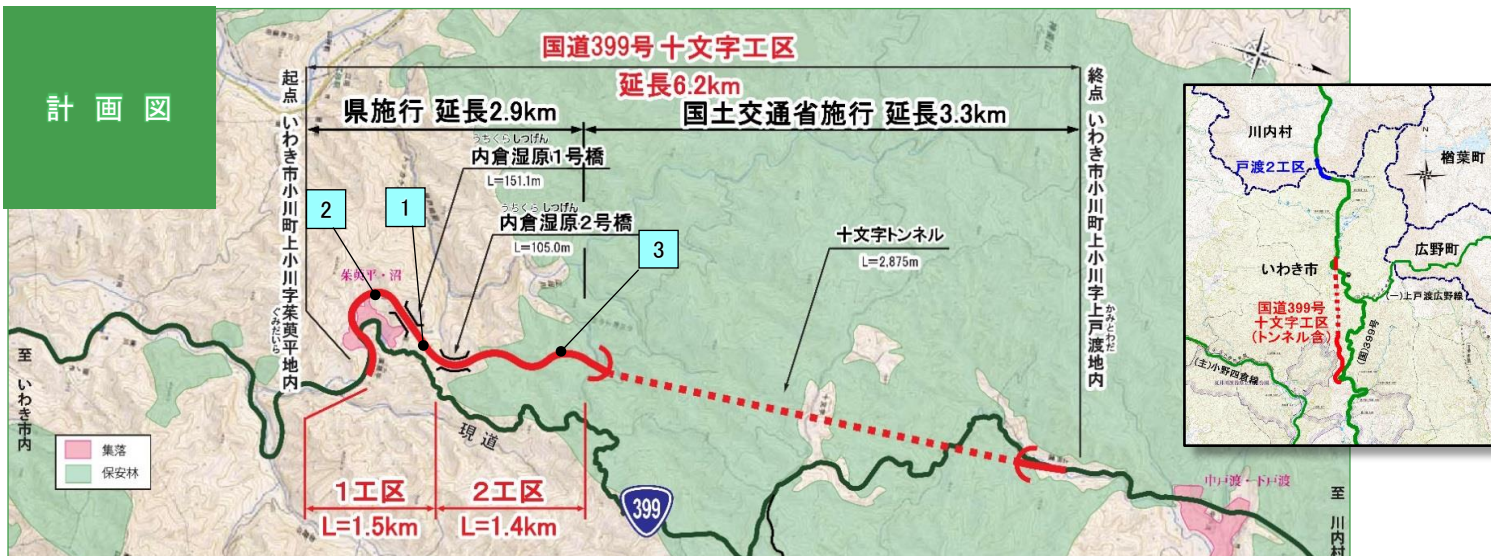 計画図
国道399号 十文字工区
延長6.2km
県施行 延長2.9km
国土交通省施行 延長3.3km
起点 いわき市小川町上小川字茱萸平地内
ぐみだいら
終点 いわき市小川町上小川字上戸渡地内
かみとわだ
うちくらしつげん
内倉湿原1号橋
L=151.1m
うちくらしつげん
内倉湿原2号橋
L=105.0m
2
1
3
十文字トンネル
L=2,875m
茱萸平・沼
至 いわき市内
現道
集落
保安林
1工区
L=1.5km
2工区
L=1.4km
399
中戸渡・下戸渡
至 川内村
川内村
戸渡2工区
楢葉町
広野町
いわき市
(一)上戸渡広野線
国道399号
十文字工区
(トンネル含)
(国)399号
(主)小野四倉線